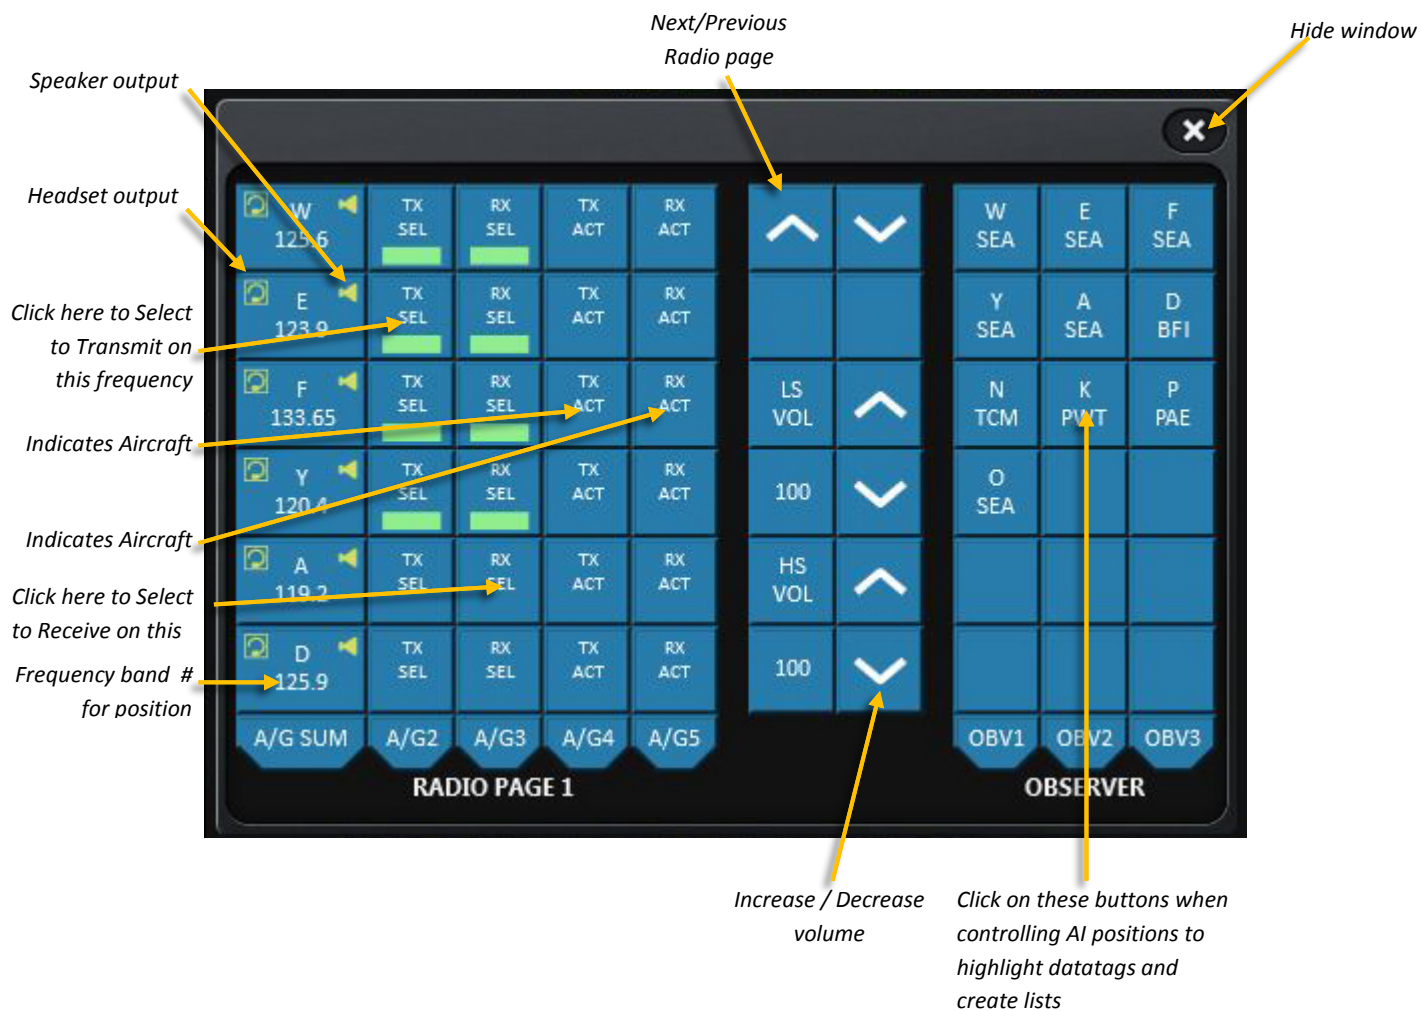 Next/Previous
Radio page
Hide window
Speaker output
Headset output
Click here to Select
to Transmit on
this frequency
Indicates Aircraft
Indicates Aircraft
Click here to Select
to Receive on this
Frequency band #
for position
W
125.6
TX
SEL
RX
SEL
TX
ACT
RX
ACT
E
123.9
TX
SEL
RX
SEL
TX
ACT
RX
ACT
F
133.65
TX
SEL
RX
SEL
TX
ACT
RX
ACT
Y
120.4
TX
SEL
RX
SEL
TX
ACT
RX
ACT
A
119.2
TX
SEL
RX
SEL
TX
ACT
RX
ACT
D
125.9
TX
SEL
RX
SEL
TX
ACT
RX
ACT
A/G SUM
A/G2
A/G3
A/G4
A/G5
RADIO PAGE 1
LS
VOL
100
HS
VOL
100
W
SEA
E
SEA
F
SEA
Y
SEA
A
SEA
D
BFI
N
TCM
K
PWT
P
PAE
O
SEA
OBV1
OBV2
OBV3
OBSERVER
Increase / Decrease
volume
Click on these buttons when
controlling AI positions to
highlight datatags and
create lists